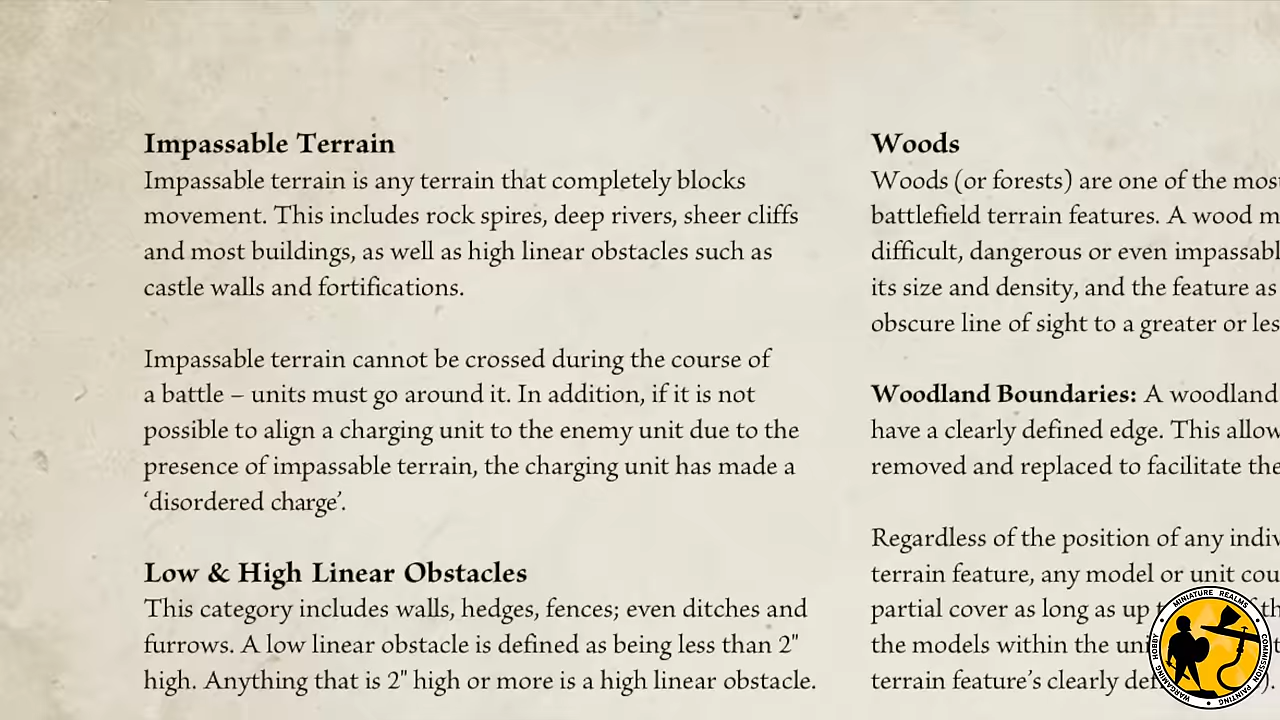 Impassable Terrain
Impassable terrain is any terrain that completely blocks
movement. This includes rock spires, deep rivers, sheer cliffs
and most buildings, as well as high linear obstacles such as
castle walls and fortifications.
Impassable terrain cannot be crossed during the course of
a battle – units must go around it. In addition, if it is not
possible to align a charging unit to the enemy unit due to the
presence of impassable terrain, the charging unit has made a
‘disordered charge’.
Low & High Linear Obstacles
This category includes walls, hedges, fences; even ditches and
furrows. A low linear obstacle is defined as being less than 2"
high. Anything that is 2" high or more is a high linear obstacle.
Woods
Woods (or forests) are one of the
battlefield terrain features. A wood
difficult, dangerous or even
its size and density, and the feature as
obscure line of sight to a greater or
Woodland Boundaries: A woodland
have a clearly defined edge. This
removed and replaced to facilitate
Regardless of the position of any
terrain feature, any model or unit
partial cover as long as up
the models within the
terrain feature’s clearly
MINIATURE REALMS
COMMISSION PAINTING
WARGAMING HOBBY